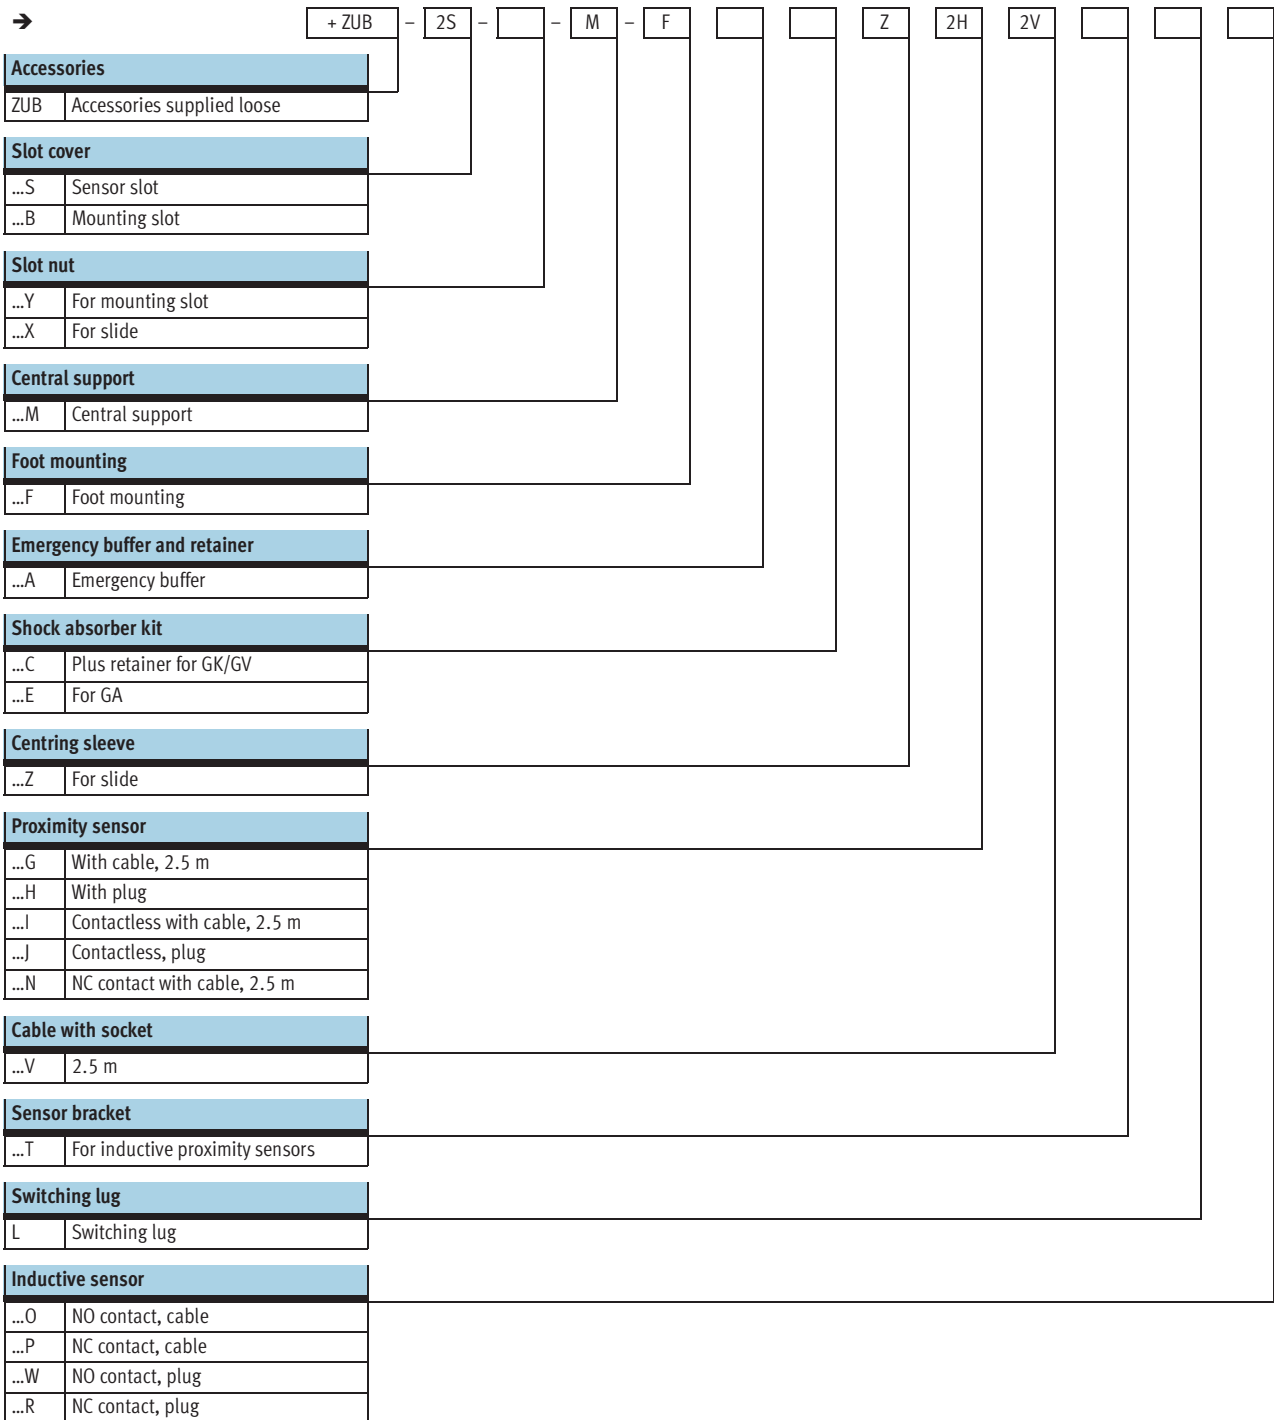 ➔ + ZUB – 2S – – M – F Z 2H 2V
Accessories
ZUB Accessories supplied loose
Slot cover
...S Sensor slot
...B Mounting slot
Slot nut
...Y For mounting slot
...X For slide
Central support
...M Central support
Foot mounting
...F Foot mounting
Emergency buffer and retainer
...A Emergency buffer
Shock absorber kit
...C Plus retainer for GK/GV
...E For GA
Centring sleeve
...Z For slide
Proximity sensor
...G With cable, 2.5 m
...H With plug
...I Contactless with cable, 2.5 m
...J Contactless, plug
...N NC contact with cable, 2.5 m
Cable with socket
...V 2.5 m
Sensor bracket
...T For inductive proximity sensors
Switching lug
L Switching lug
Inductive sensor
...O NO contact, cable
...P NC contact, cable
...W NO contact, plug
...R NC contact, plug